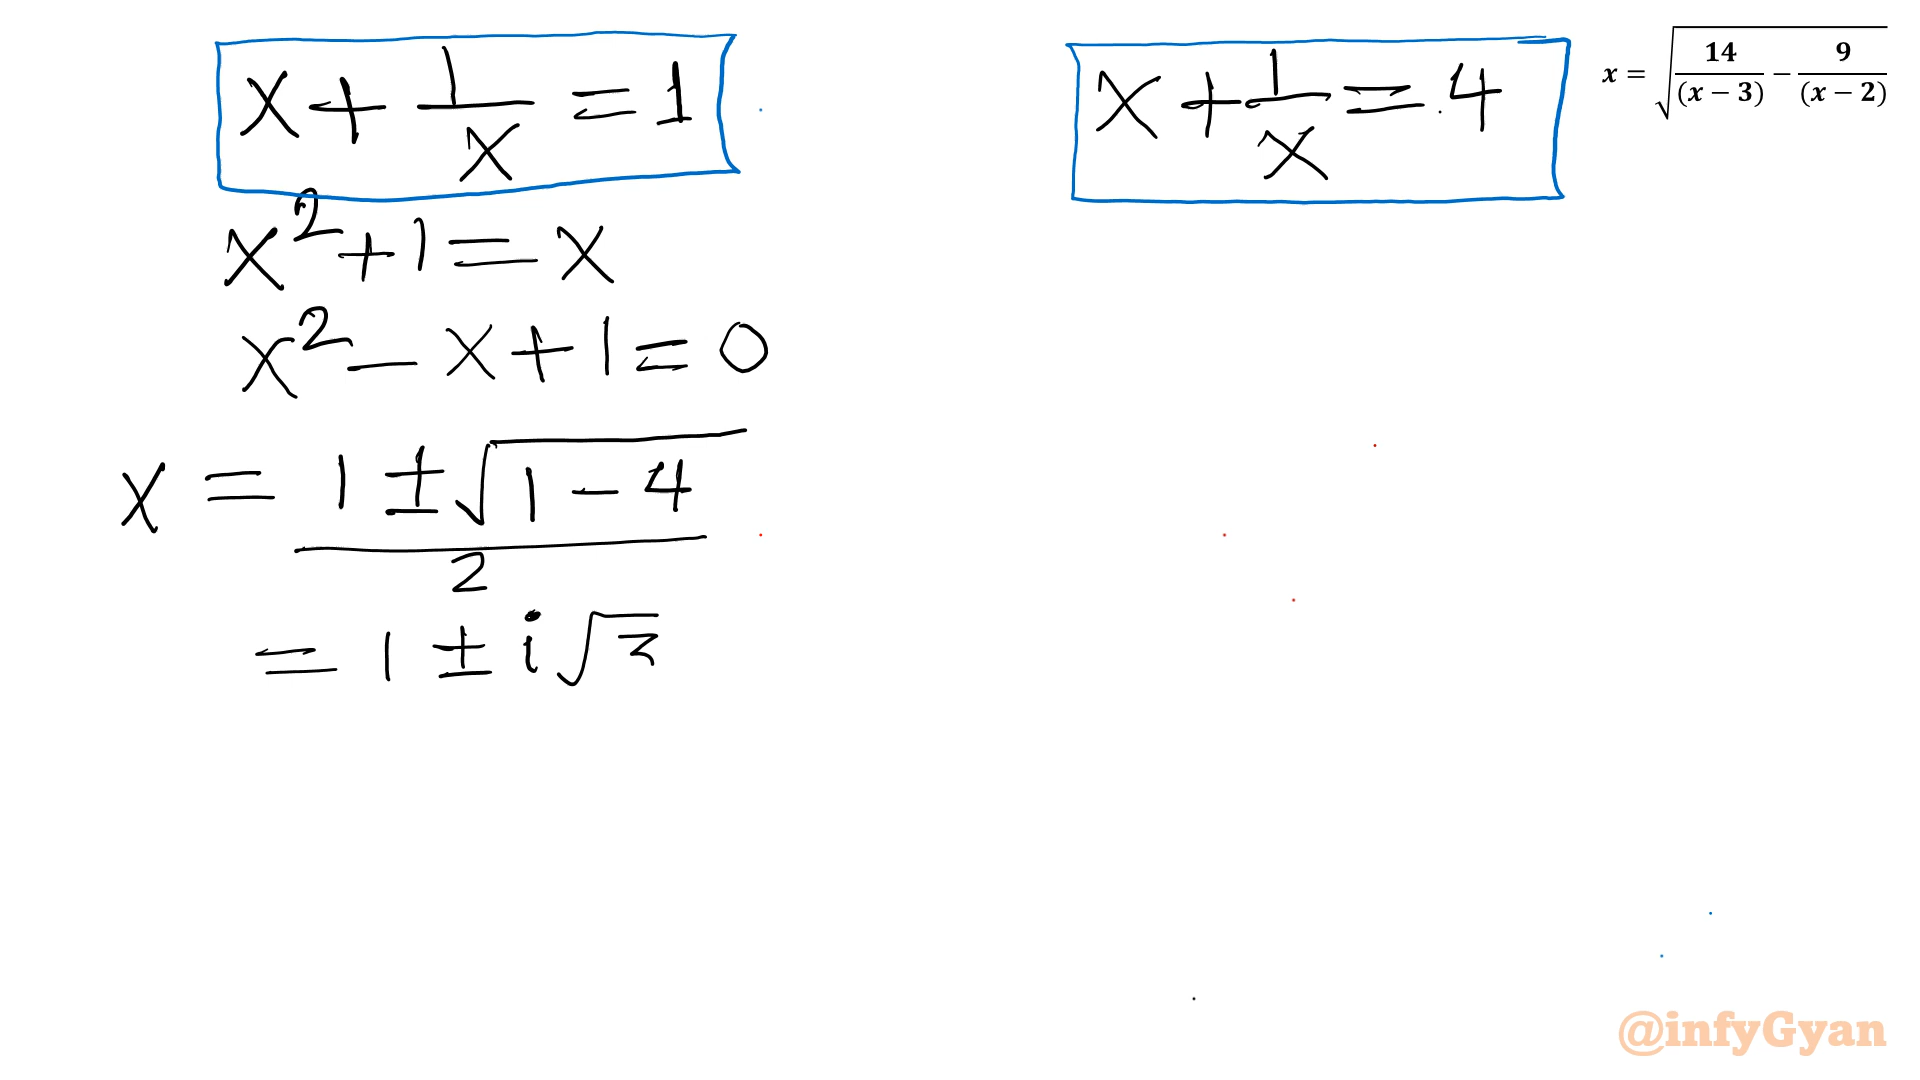 x + 1/x = 1
x² + 1 = x
x² - x + 1 = 0
x = (1 ± √(1 - 4))/2
= 1 ± i√3
x + 1/x = 4
x = √(14/(x − 3) − 9/(x − 2))
@infyGyan